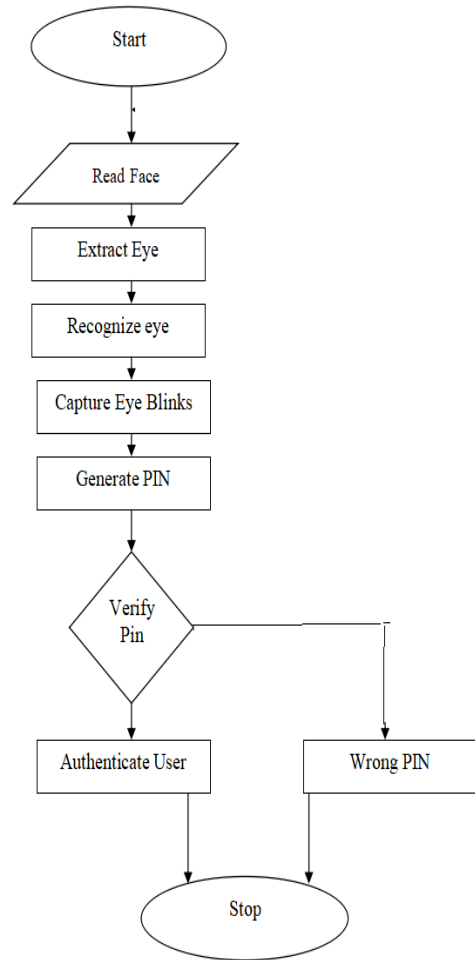 Start
Read Face
Extract Eye
Recognize eye
Capture Eye Blinks
Generate PIN
Verify
Pin
Authenticate User
Wrong PIN
Stop